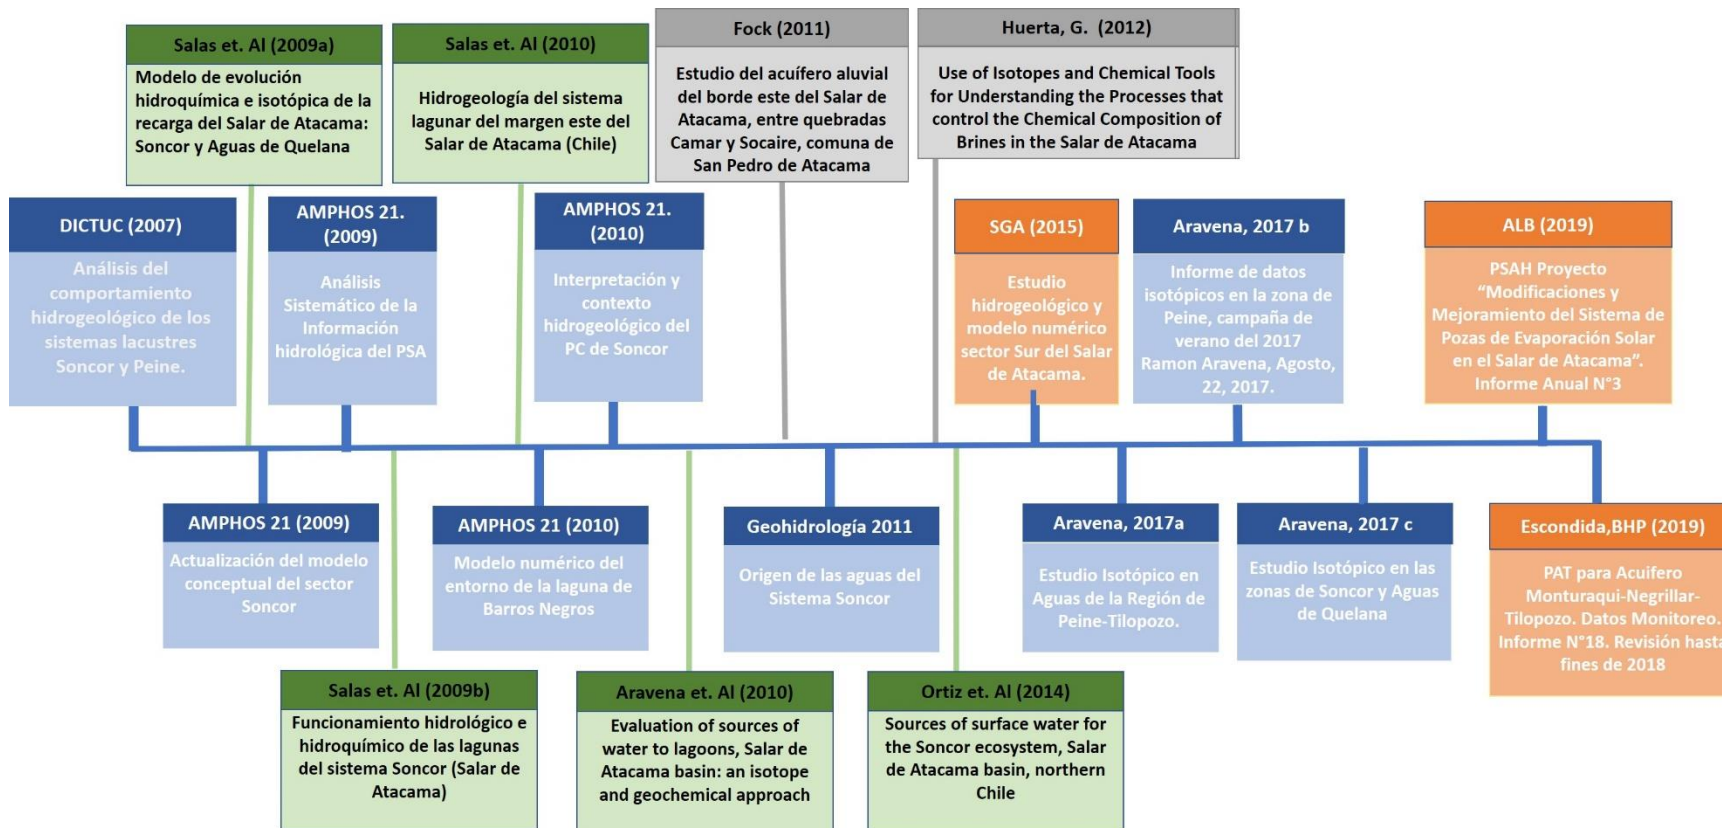 Salas et. Al (2009a)
Modelo de evolución
hidroquímica e isotópica de la
recarga del Salar de Atacama:
Soncor y Aguas de Quelana
Salas et. Al (2010)
Hidrogeología del sistema
lagunar del margen este del
Salar de Atacama (Chile)
Fock (2011)
Estudio del acuífero aluvial
del borde este del Salar de
Atacama, entre quebradas
Camar y Socaire, comuna de
San Pedro de Atacama
Huerta, G. (2012)
Use of Isotopes and Chemical Tools
for Understanding the Processes that
control the Chemical Composition of
Brines in the Salar de Atacama
DICTUC (2007)
Análisis del
comportamiento
hidrogeológico de los
sistemas lacustres
Soncor y Peine.
AMPHOS 21.
(2009)
Análisis
Sistemático de la
Información
hidrológica del PSA
AMPHOS 21.
(2010)
Interpretación y
contexto
hidrogeológico del
PC de Soncor
SGA (2015)
Estudio
hidrogeológico y
modelo numérico
sector Sur del Salar
de Atacama.
Aravena, 2017 b
Informe de datos
isotópicos en la zona de
Peine, campaña de
verano del 2017
Ramon Aravena, Agosto,
22, 2017.
ALB (2019)
PSAH Proyecto
“Modificaciones y
Mejoramiento del Sistema de
Pozas de Evaporación Solar
en el Salar de Atacama”.
Informe Anual N°3
AMPHOS 21 (2009)
Actualización del modelo
conceptual del sector
Soncor
AMPHOS 21 (2010)
Modelo numérico del
entorno de la laguna de
Barros Negros
Geohidrología 2011
Origen de las aguas del
Sistema Soncor
Aravena, 2017a
Estudio Isotópico en
Aguas de la Región de
Peine-Tilopozo.
Aravena, 2017 c
Estudio Isotópico en las
zonas de Soncor y Aguas
de Quelana
Escondida,BHP (2019)
PAT para Acuifero
Monturaqui-Negrillar-
Tilopozo. Datos Monitoreo.
Informe N°18. Revisión hasta
fines de 2018
Salas et. Al (2009b)
Funcionamiento hidrológico e
hidroquímico de las lagunas
del sistema Soncor (Salar de
Atacama)
Aravena et. Al (2010)
Evaluation of sources of
water to lagoons, Salar de
Atacama basin: an isotope
and geochemical approach
Ortiz et. Al (2014)
Sources of surface water for
the Soncor ecosystem, Salar
de Atacama basin, northern
Chile